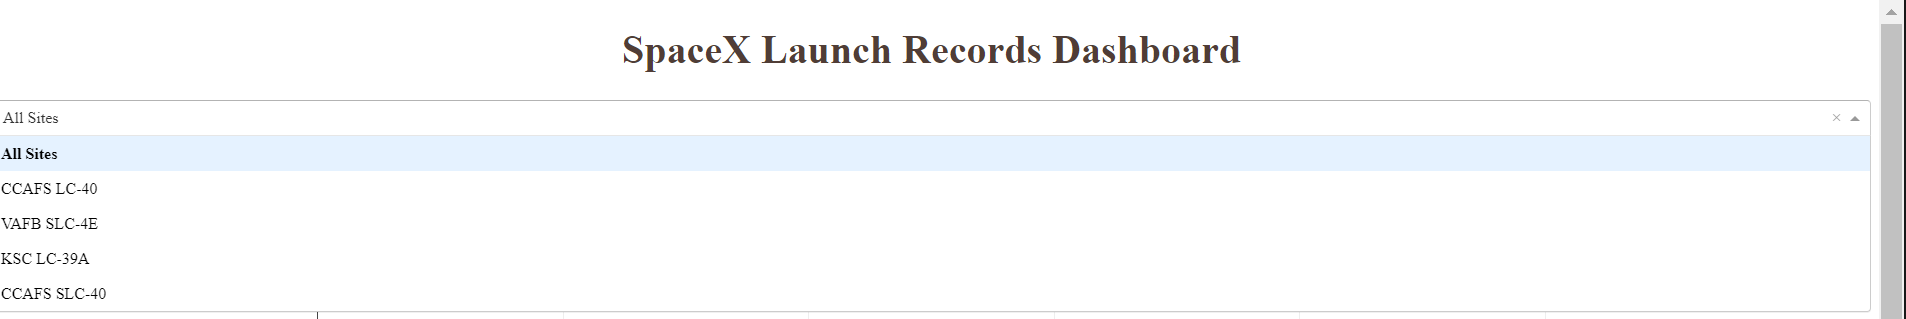 SpaceX Launch Records Dashboard
All Sites
All Sites
CCAFS LC-40
VAFB SLC-4E
KSC LC-39A
CCAFS SLC-40